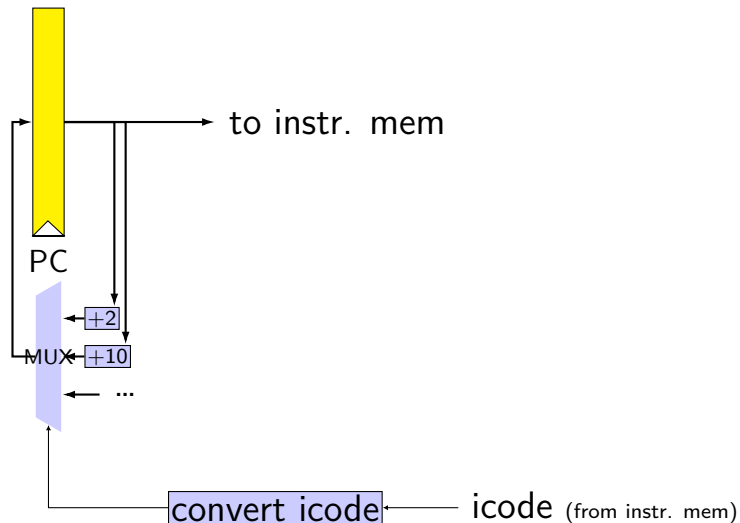 to instr. mem
PC
+2
MUX
+10
...
convert icode
icode (from instr. mem)